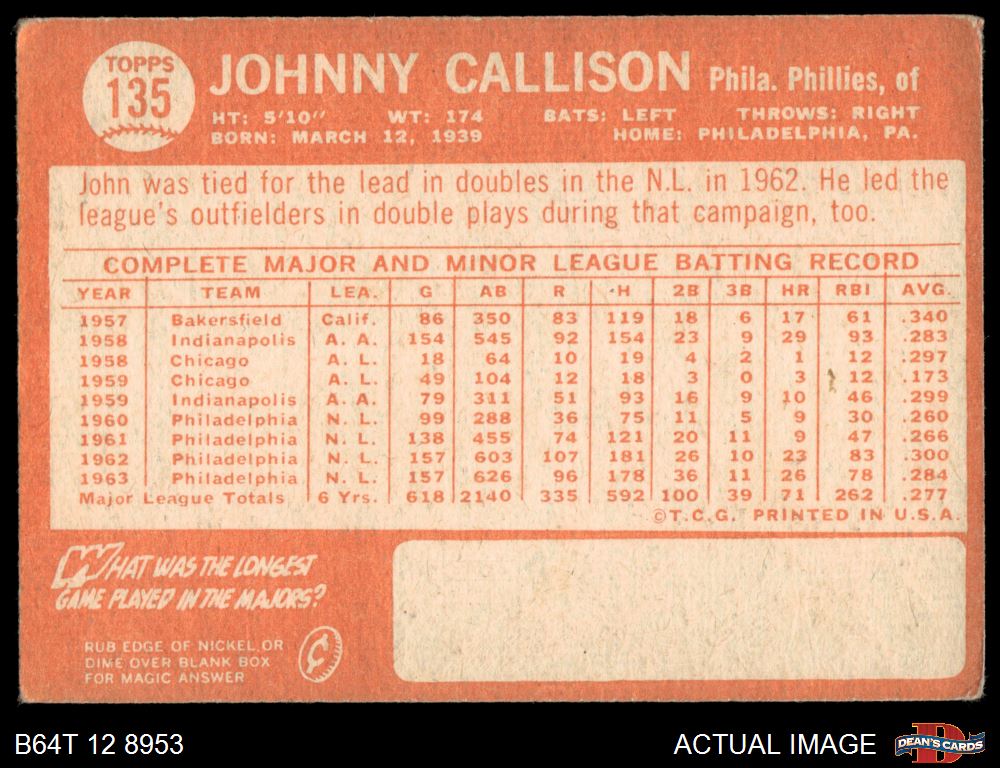 TOPPS
135
JOHNNY CALLISON Phila. Phillies, of
HT: 5'10" WT: 174 BATS: LEFT THROWS: RIGHT
BORN: MARCH 12, 1939 HOME: PHILADELPHIA, PA.
John was tied for the lead in doubles in the N.L. in 1962. He led the
league's outfielders in double plays during that campaign, too.
COMPLETE MAJOR AND MINOR LEAGUE BATTING RECORD
YEAR TEAM LEA. G AB R H 2B 3B HR RBI AVG.
1957 Bakersfield Calif. 86 350 83 119 18 6 17 61 .340
1958 Indianapolis A. A. 154 545 92 154 23 9 29 93 .283
1958 Chicago A. L. 18 64 10 19 4 2 1 12 .297
1959 Chicago A. L. 49 104 12 18 3 0 3 12 .173
1959 Indianapolis A. A. 79 311 51 93 16 9 10 46 .299
1960 Philadelphia N. L. 99 288 36 75 11 5 9 30 .260
1961 Philadelphia N. L. 138 455 74 121 20 11 9 47 .266
1962 Philadelphia N. L. 157 603 107 181 26 10 23 83 .300
1963 Philadelphia N. L. 157 626 96 178 36 11 26 78 .284
Major League Totals 6 Yrs. 618 2140 335 592 100 39 71 262 .277
©T.C.G. PRINTED IN U.S.A.
WHAT WAS THE LONGEST
GAME PLAYED IN THE MAJORS?
RUB EDGE OF NICKEL OR
DIME OVER BLANK BOX
FOR MAGIC ANSWER
¢
B64T 12 8953
ACTUAL IMAGE
DEAN'S CARDS